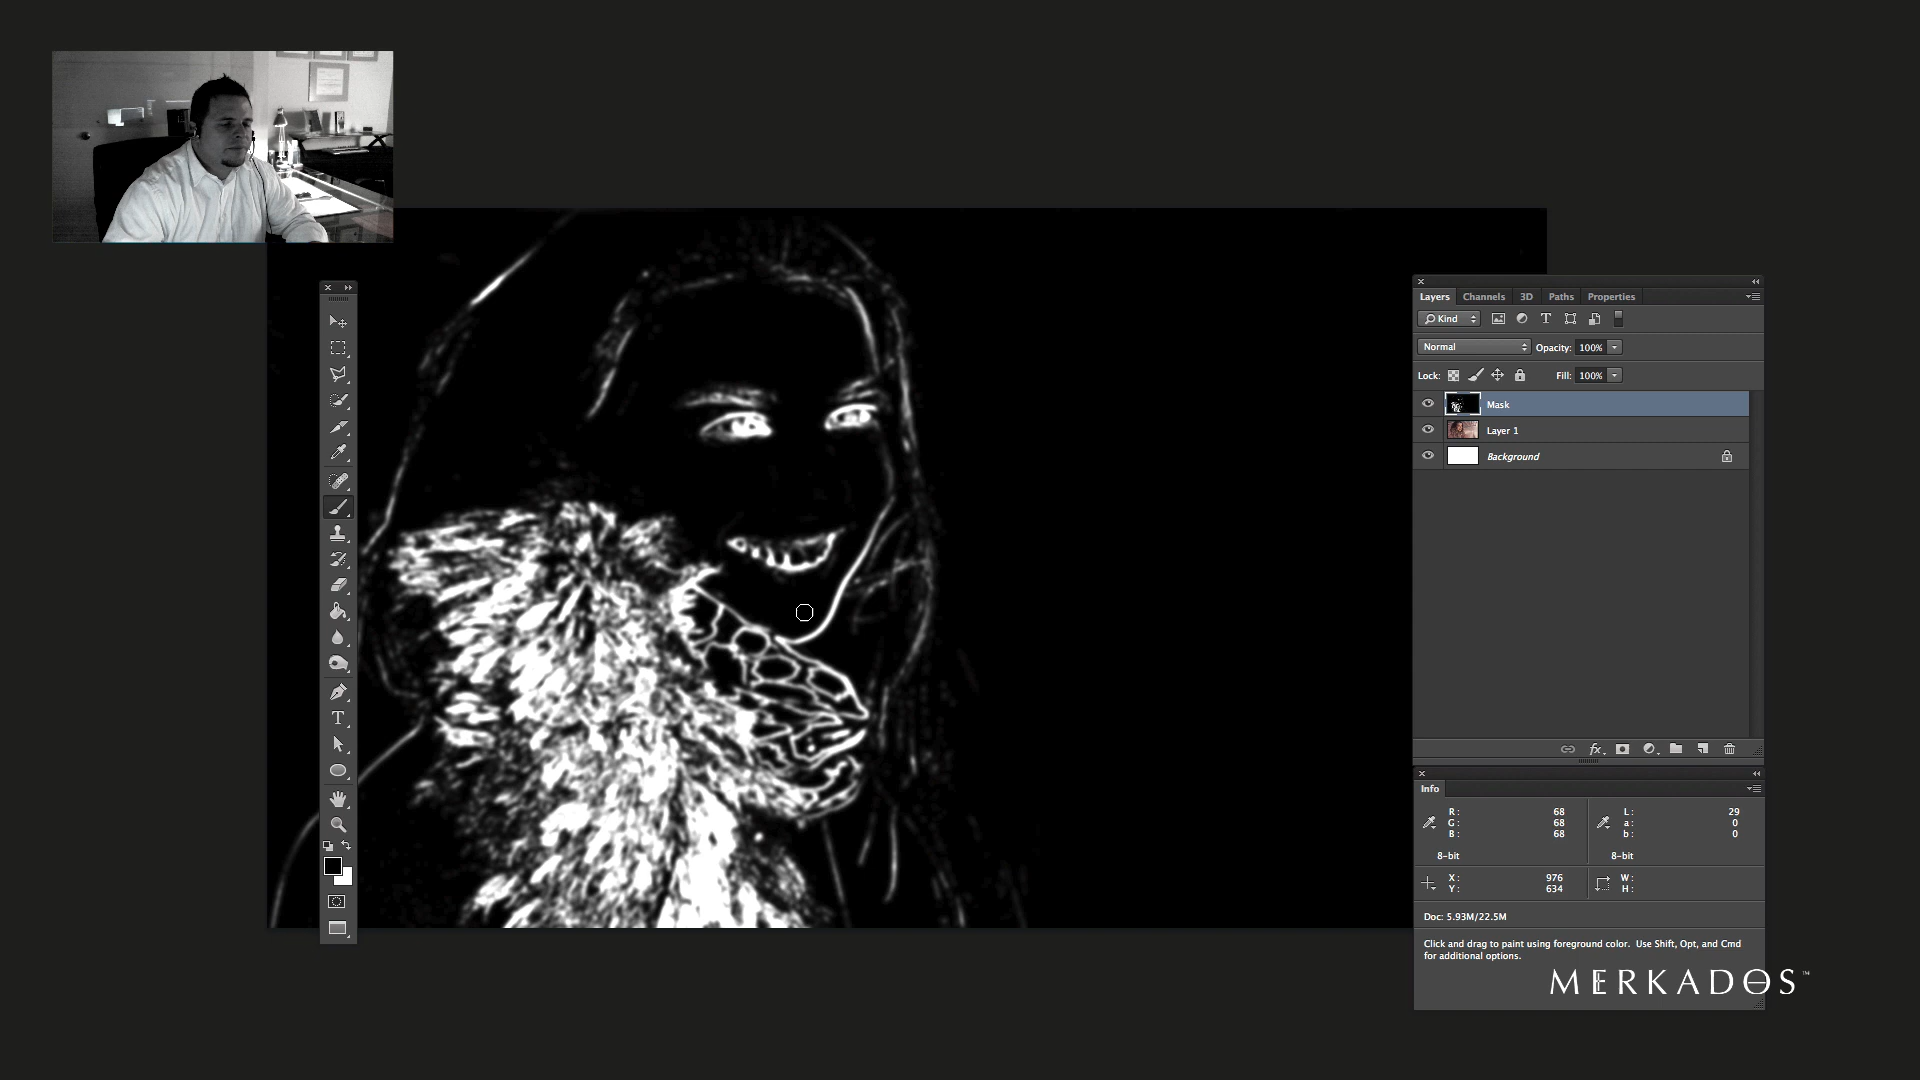 Layers Channels 3D Paths Properties
Kind
Normal Opacity: 100%
Lock: Fill: 100%
Mask
Layer 1
Background
fx
Info
R: 68 L: 29
G: 68 a: 0
B: 68 b: 0
8-bit 8-bit
X: 976 W:
Y: 634 H:
Doc: 5.93M/22.5M
Click and drag to paint using foreground color. Use Shift, Opt, and Cmd
for additional options.
MERKADOS™